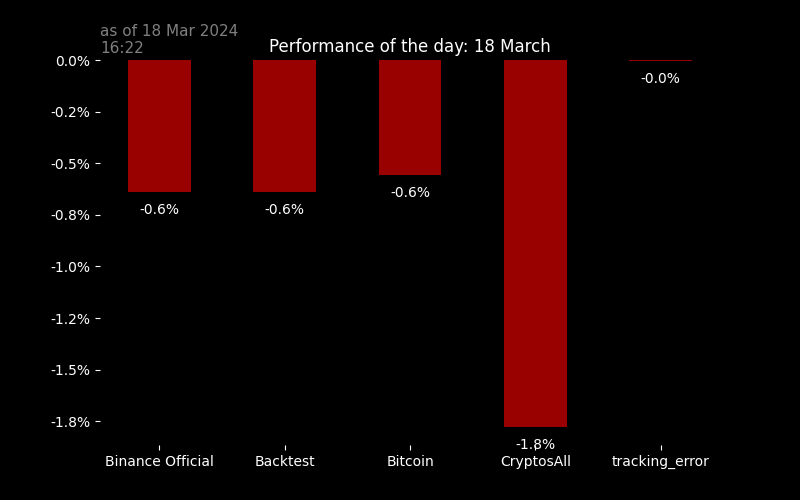 as of 18 Mar 2024
16:22
Performance of the day: 18 March
0.0%
-0.2%
-0.5%
-0.8%
-1.0%
-1.2%
-1.5%
-1.8%
-0.6%
-0.6%
-0.6%
-1.8%
-0.0%
Binance Official
Backtest
Bitcoin
CryptosAll
tracking_error